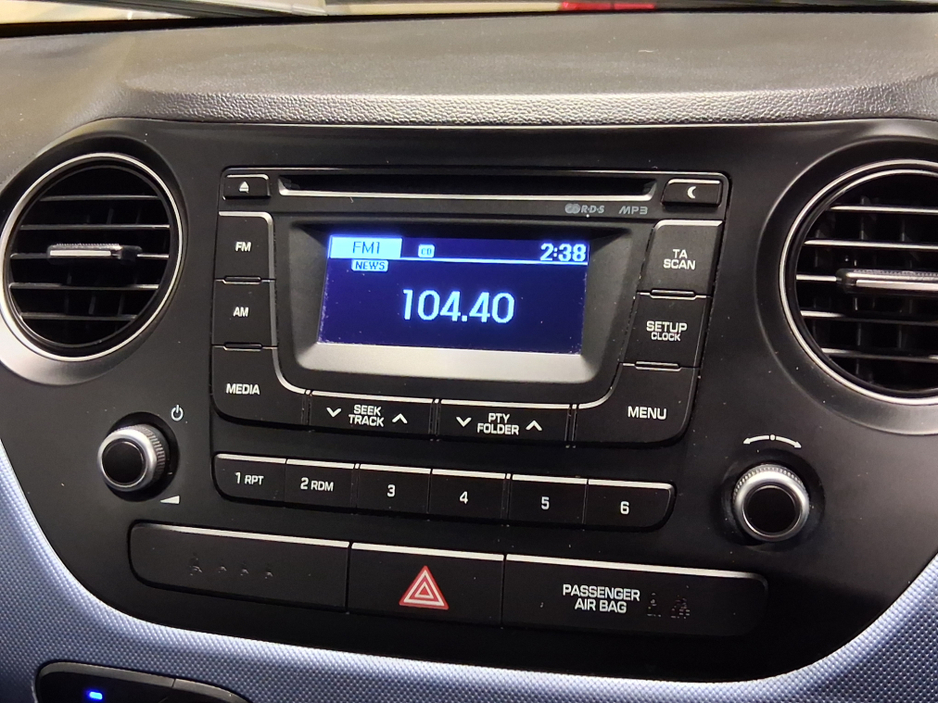 RDS MP3
FM1 CD 2:38
NEWS
104.40
FM
AM
MEDIA
TA
SCAN
SETUP
CLOCK
MENU
SEEK
TRACK
PTY
FOLDER
1 RPT
2 RDM
3
4
5
6
PASSENGER
AIR BAG